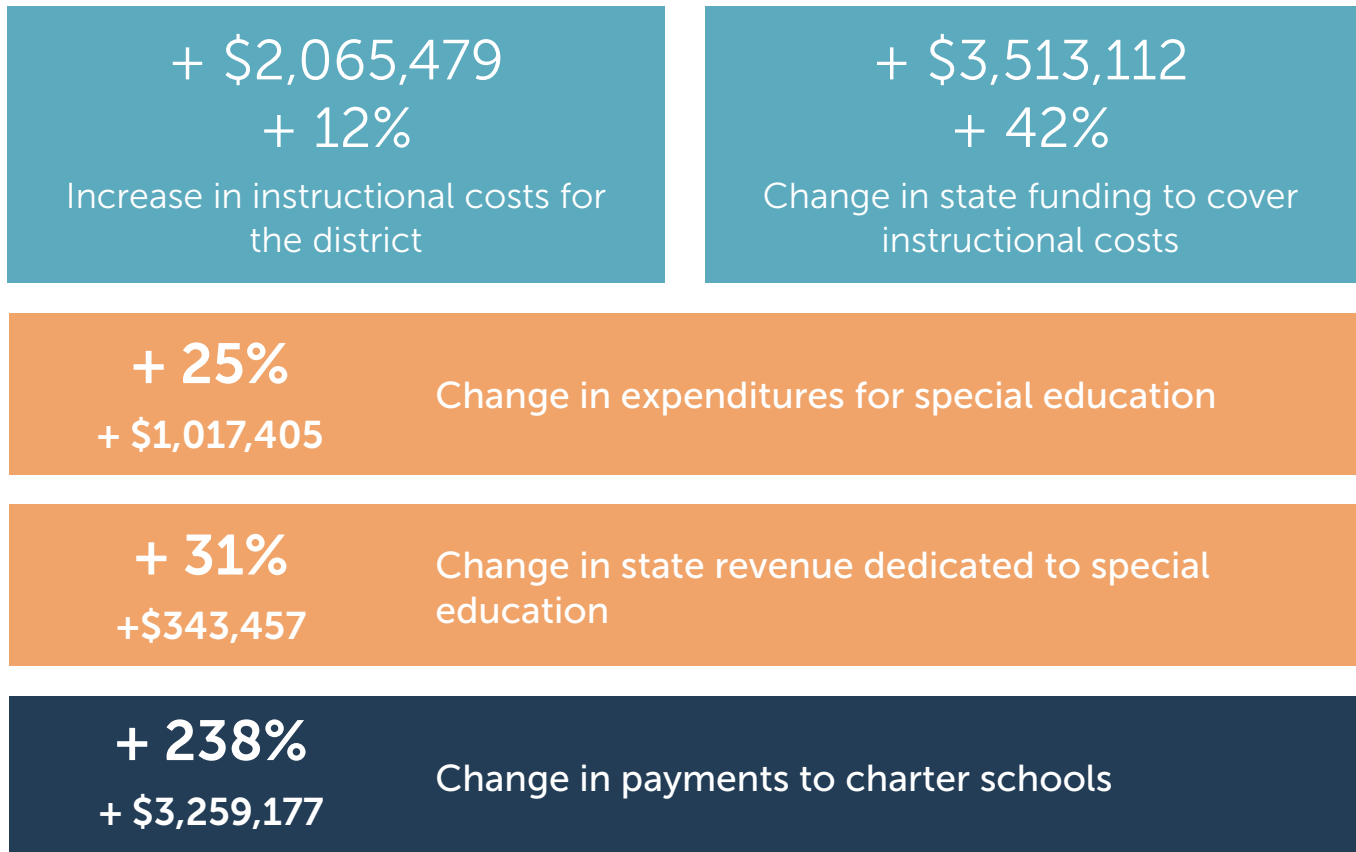 + $2,065,479
+ 12%
Increase in instructional costs for
the district
+ $3,513,112
+ 42%
Change in state funding to cover
instructional costs
+ 25%
+ $1,017,405
Change in expenditures for special education
+ 31%
+$343,457
Change in state revenue dedicated to special
education
+ 238%
+ $3,259,177
Change in payments to charter schools